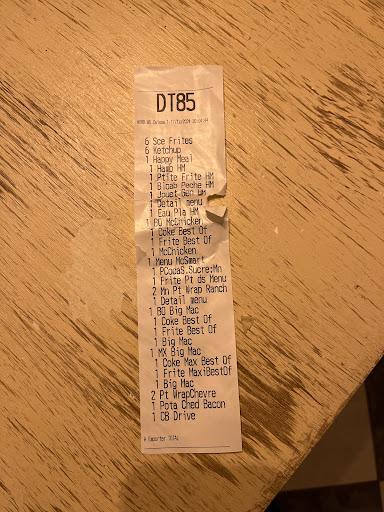 DT85
6 Sce Frites
6 Ketchup
1 Happy Meal
1 Hamb HM
1 Ptite Frite HM
1 Bioab Peche HM
1 Jouet Gen HM
1 Detail menu
1 Eau Pla HM
1 BO McChicken
1 Coke Best Of
1 Frite Best Of
1 McChicken
1 Menu McSmart
1 PCocaS.Sucre:Mn
1 Frite Pt ds Menu
2 Mn Pt Wrap Ranch
1 Detail menu
1 BO Big Mac
1 Coke Best Of
1 Frite Best Of
1 Big Mac
1 MX Big Mac
1 Coke Max Best Of
1 Frite MaxiBestOf
1 Big Mac
2 Pt WrapChevre
1 Pota Ched Bacon
1 CB Drive
A Emporter TOTAL